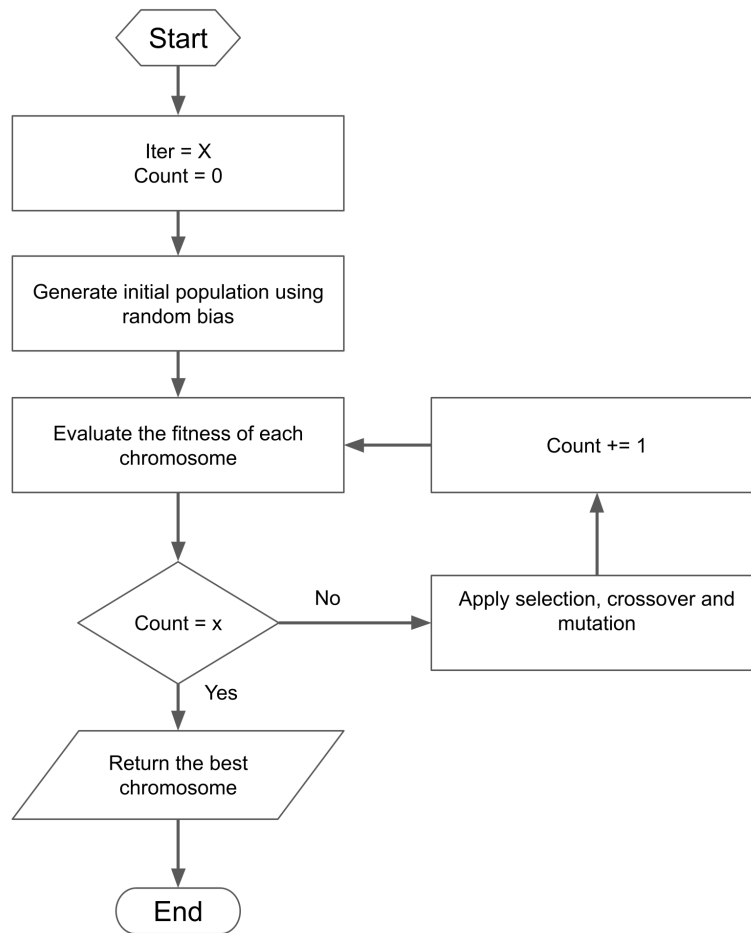 Start
Iter = X
Count = 0
Generate initial population using
random bias
Evaluate the fitness of each
chromosome
Count += 1
Count = x
No
Apply selection, crossover and
mutation
Yes
Return the best
chromosome
End